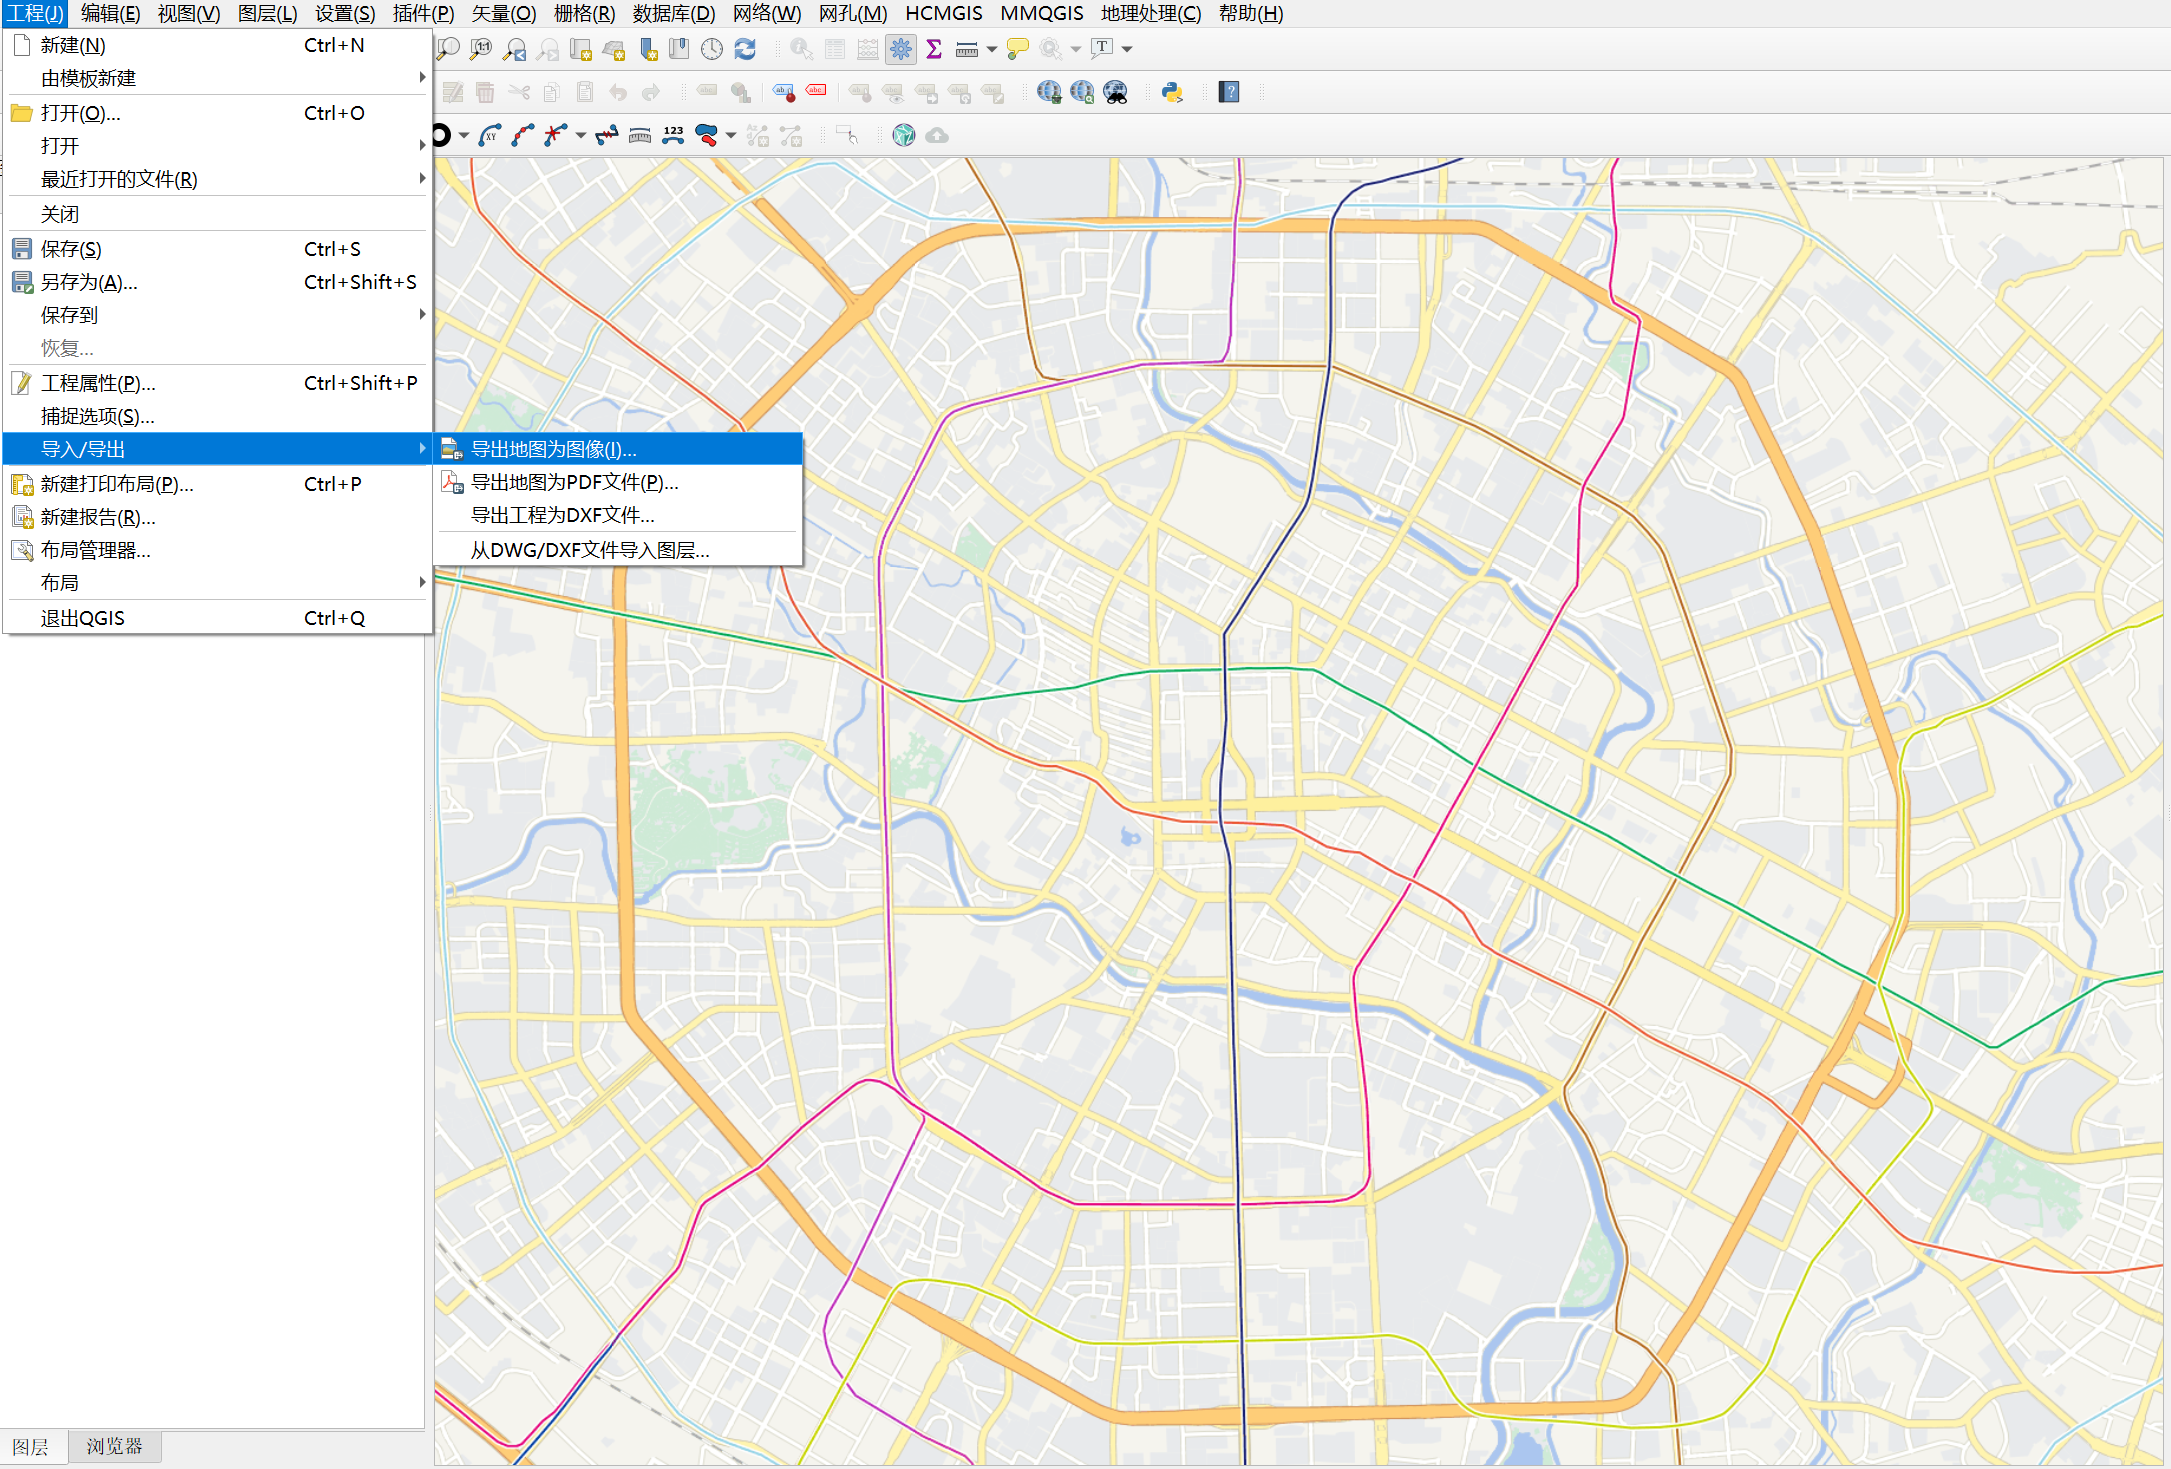 工程(J) 编辑(E) 视图(V) 图层(L) 设置(S) 插件(P) 矢量(O) 栅格(R) 数据库(D) 网络(W) 网孔(M) HCMGIS MMQGIS 地理处理(C) 帮助(H)
新建(N) Ctrl+N
由模板新建
打开(O)... Ctrl+O
打开
最近打开的文件(R)
关闭
保存(S) Ctrl+S
另存为(A)... Ctrl+Shift+S
保存到
恢复...
工程属性(P)... Ctrl+Shift+P
捕捉选项(S)...
导入/导出
新建打印布局(P)... Ctrl+P
新建报告(R)...
布局管理器...
布局
退出QGIS Ctrl+Q
导出地图为图像(I)...
导出地图为PDF文件(P)...
导出工程为DXF文件...
从DWG/DXF文件导入图层...
1:1
T
abc
abc
XY
123
图层 浏览器